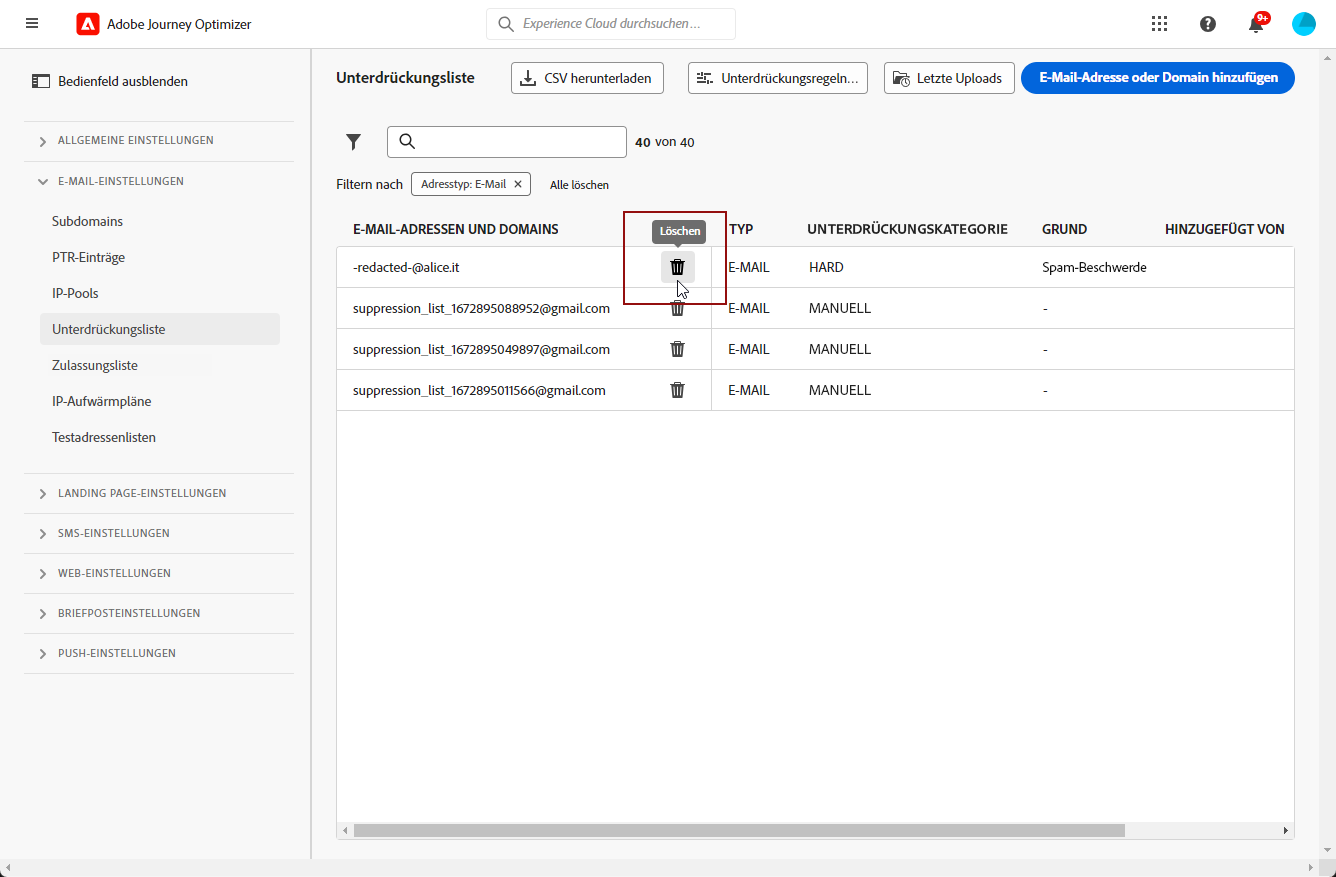 Adobe Journey Optimizer
Experience Cloud durchsuchen…
9+
Bedienfeld ausblenden
ALLGEMEINE EINSTELLUNGEN
E-MAIL-EINSTELLUNGEN
Subdomains
PTR-Einträge
IP-Pools
Unterdrückungsliste
Zulassungsliste
IP-Aufwärmpläne
Testadressenlisten
LANDING PAGE-EINSTELLUNGEN
SMS-EINSTELLUNGEN
WEB-EINSTELLUNGEN
BRIEFPOSTEINSTELLUNGEN
PUSH-EINSTELLUNGEN
Unterdrückungsliste
CSV herunterladen
Unterdrückungsregeln…
Letzte Uploads
E-Mail-Adresse oder Domain hinzufügen
40 von 40
Filtern nach Adresstyp: E-Mail Alle löschen
E-MAIL-ADRESSEN UND DOMAINS Löschen TYP UNTERDRÜCKUNGSKATEGORIE GRUND HINZUGEFÜGT VON
-redacted-@alice.it E-MAIL HARD Spam-Beschwerde
suppression_list_1672895088952@gmail.com E-MAIL MANUELL -
suppression_list_1672895049897@gmail.com E-MAIL MANUELL -
suppression_list_1672895011566@gmail.com E-MAIL MANUELL -